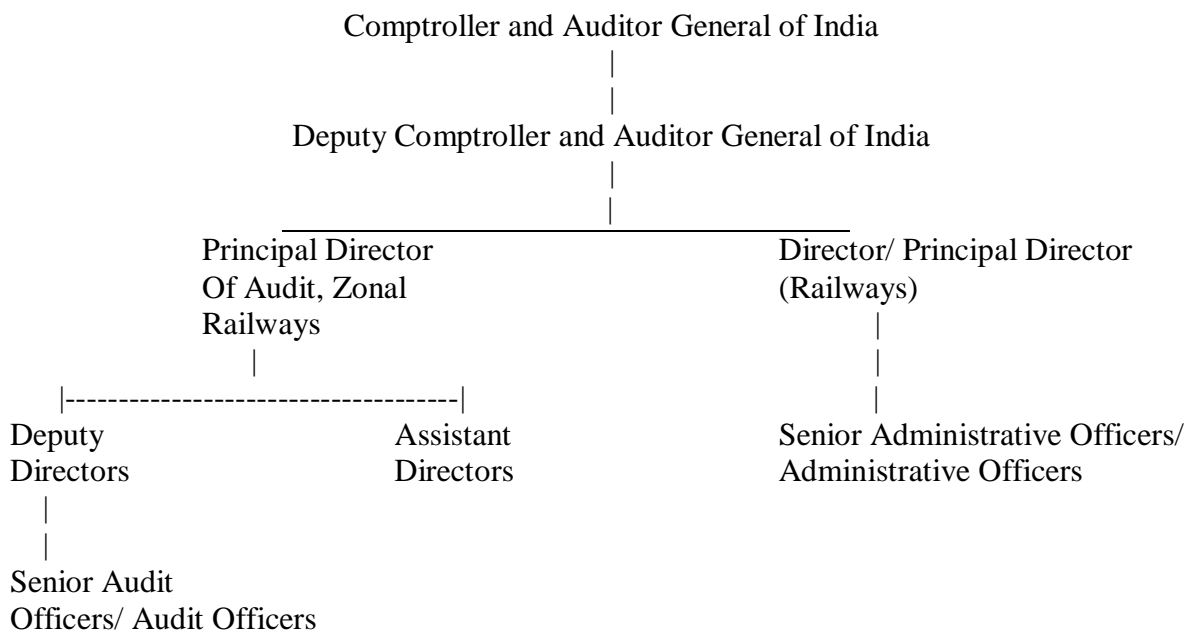 Comptroller and Auditor General of India
Deputy Comptroller and Auditor General of India
Principal Director
Of Audit, Zonal
Railways
Director/ Principal Director
(Railways)
Deputy
Directors
Assistant
Directors
Senior Administrative Officers/
Administrative Officers
Senior Audit
Officers/ Audit Officers